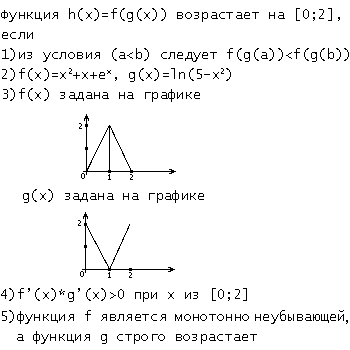 функция h(x)=f(g(x)) возрастает на [0;2],
если
1)из условия (a<b) следует f(g(a))<f(g(b))
2)f(x)=x²+x+eˣ, g(x)=ln(5-x²)
3)f(x) задана на графике
2
0 1 2
g(x) задана на графике
2
0 1 2
4)f'(x)*g'(x)>0 при x из [0;2]
5)функция f является монотонно неубывающей,
а функция g строго возрастает